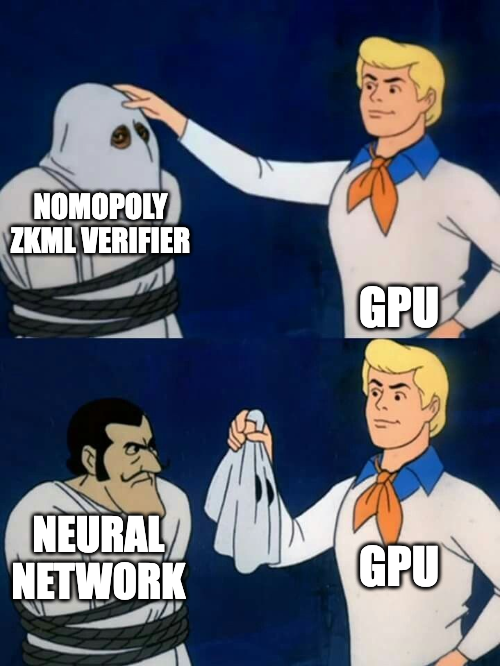 NOMOPOLY
ZKML VERIFIER
GPU
NEURAL
NETWORK
GPU